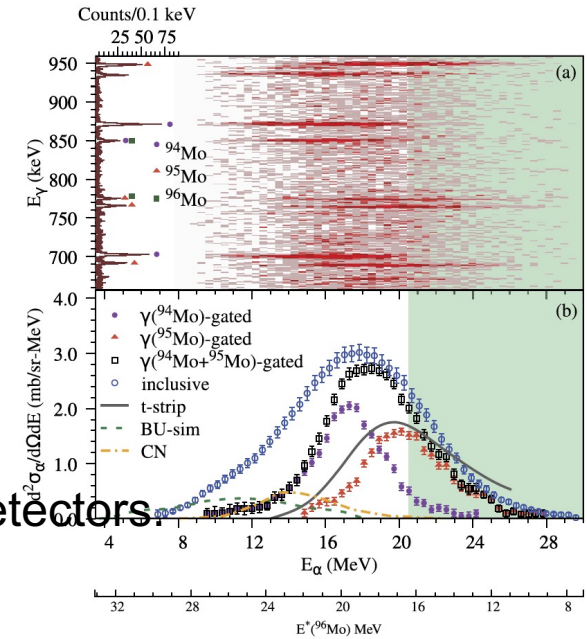 Counts/0.1 keV
25 50 75
950
(a)
900
850
94Mo
95Mo
800
96Mo
750
700
Eγ (keV)
4.0
(b)
γ(94Mo)-gated
γ(95Mo)-gated
3.0
γ(94Mo+95Mo)-gated
inclusive
2.0
t-strip
BU-sim
1.0
CN
d2σα/dΩdE (mb/sr-MeV)
etectors.
4 8 12 16 20 24 28
Eα (MeV)
32 28 24 20 16 12 8
E*(96Mo) MeV